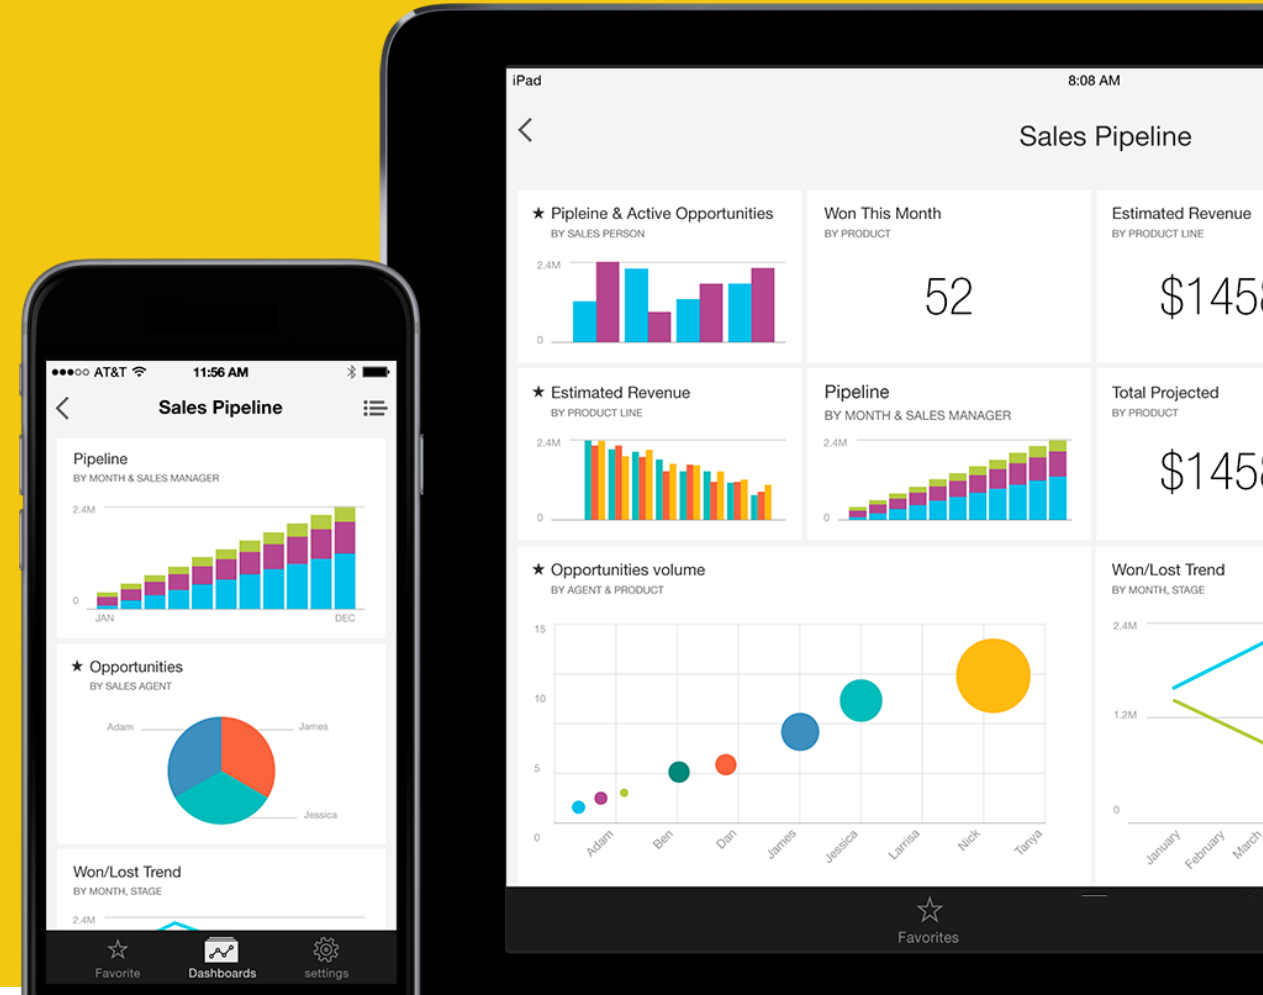 iPad
8:08 AM
Sales Pipeline
★ Pipleine & Active Opportunities
BY SALES PERSON
2.4M
0
Won This Month
BY PRODUCT
52
Estimated Revenue
BY PRODUCT LINE
$1458
★ Estimated Revenue
BY PRODUCT LINE
2.4M
0
Pipeline
BY MONTH & SALES MANAGER
2.4M
0
Total Projected
BY PRODUCT
$1458
★ Opportunities volume
BY AGENT & PRODUCT
15
10
5
0
Adam
Ben
Dan
James
Jessica
Larrisa
Nick
Tanya
Won/Lost Trend
BY MONTH, STAGE
2.4M
1.2M
0
January
February
March
Favorites
AT&T
11:56 AM
Sales Pipeline
Pipeline
BY MONTH & SALES MANAGER
2.4M
0
JAN
DEC
★ Opportunities
BY SALES AGENT
Adam
James
Jessica
Won/Lost Trend
BY MONTH, STAGE
2.4M
Favorite
Dashboards
settings